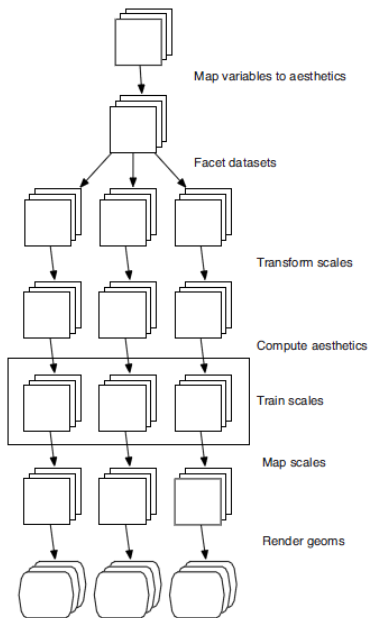 Map variables to aesthetics
Facet datasets
Transform scales
Compute aesthetics
Train scales
Map scales
Render geoms